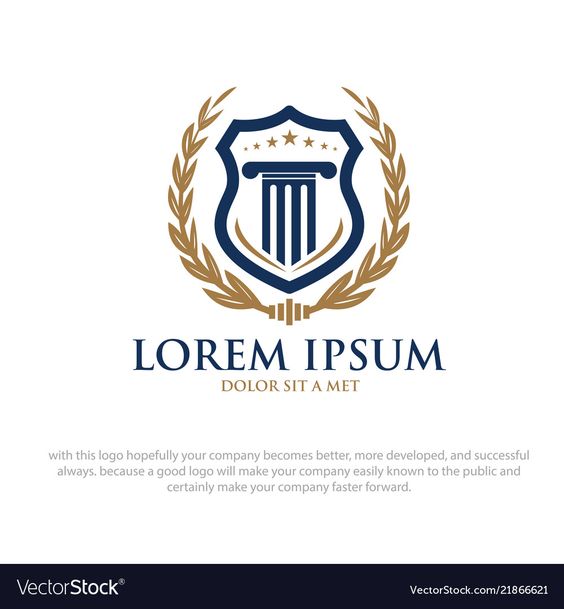 LOREM IPSUM
DOLOR SIT A MET
with this logo hopefully your company becomes better, more developed, and successful
always. because a good logo will make your company easily known to the public and
certainly make your company faster forward.
VectorStock®
VectorStock.com/21866621